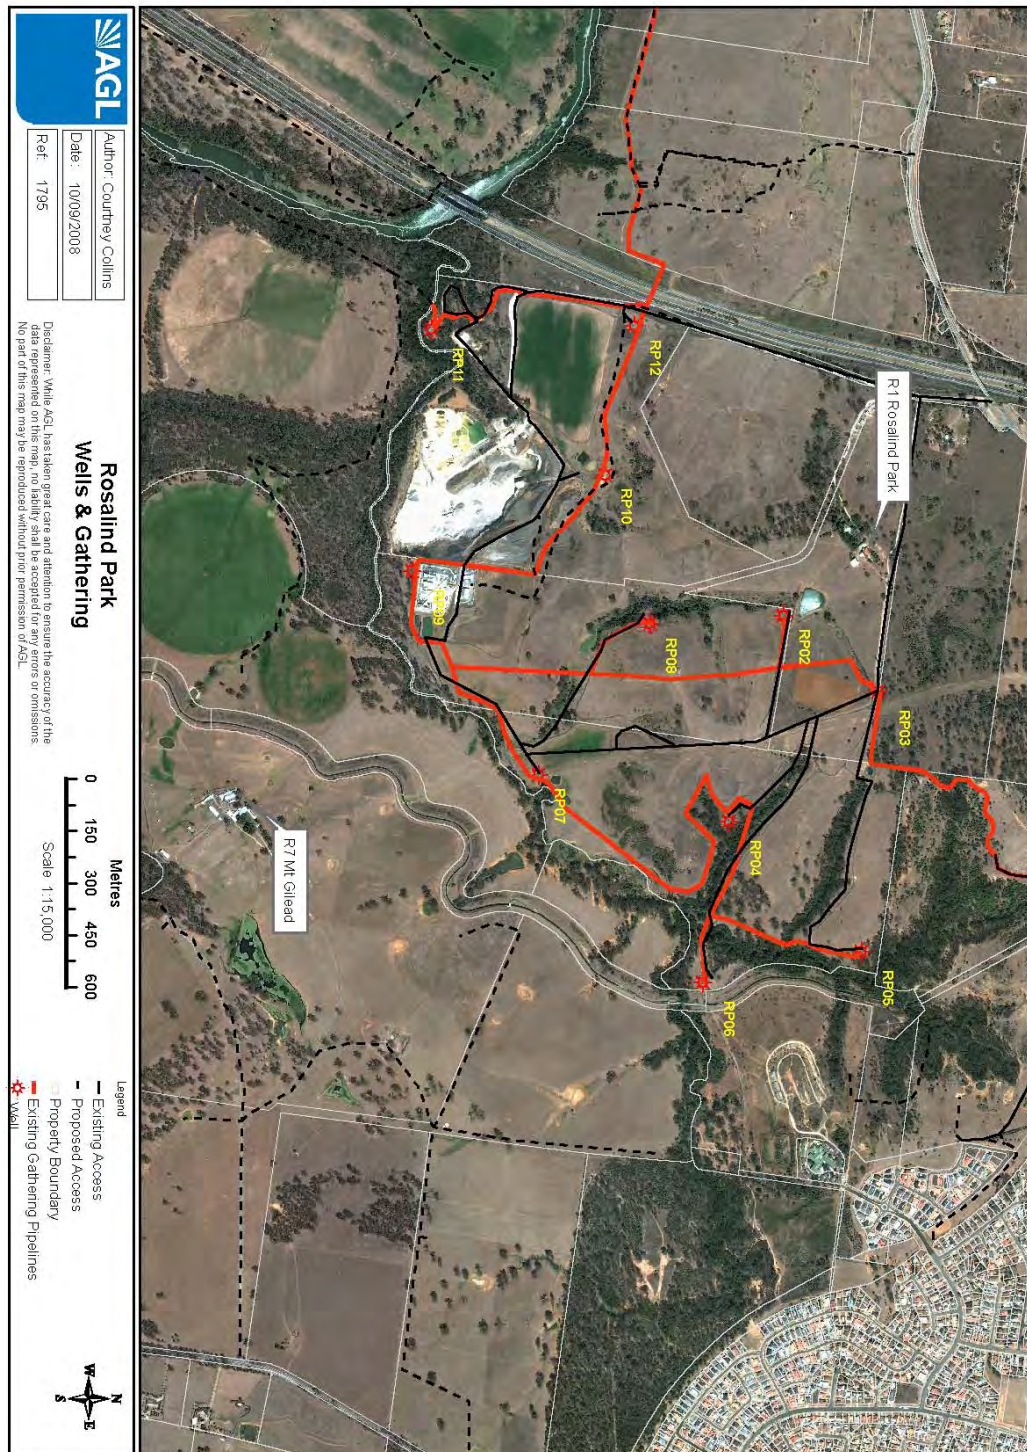 AGL
Author: Courtney Collins
Date: 10/09/2008
Ref: 1795
Rosalind Park
Wells & Gathering
Disclaimer: While AGL has taken great care and attention to ensure the accuracy of the
data represented on this map, no liability shall be accepted for any errors or omissions.
No part of this map may be reproduced without prior permission of AGL.
Metres
0 150 300 450 600
Scale 1:15,000
Legend
Existing Access
Proposed Access
Property Boundary
Existing Gathering Pipelines
Well
N
W
E
S
R1 Rosalind Park
R7 Mt Gilead
RP12
RP11
RP10
RP09
RP08
RP02
RP03
RP07
RP04
RP05
RP06